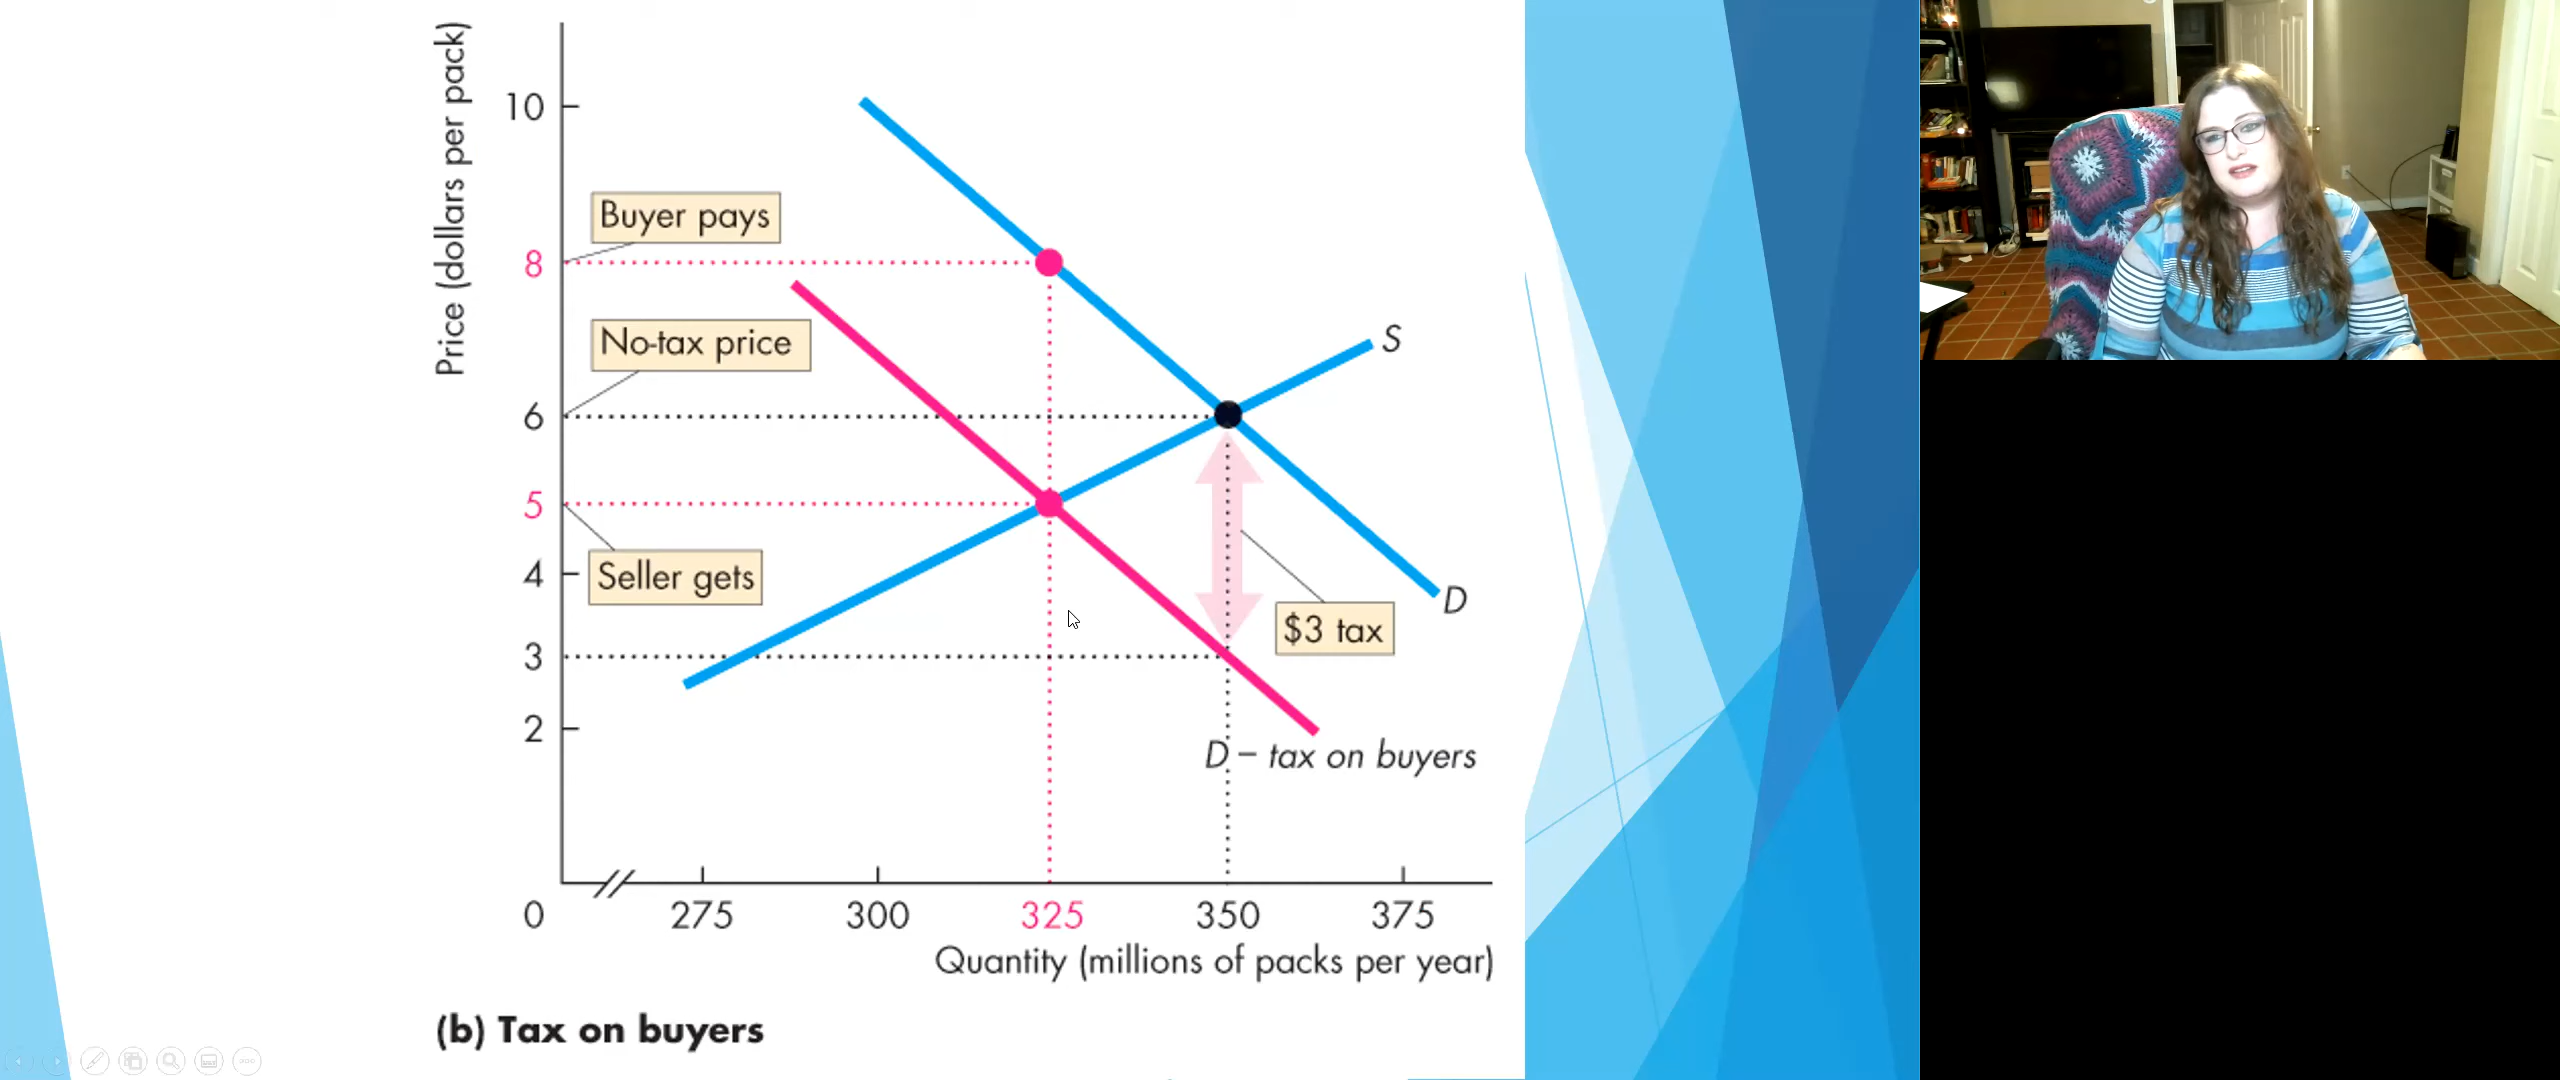 Price (dollars per pack)
10
Buyer pays
8
No-tax price
S
6
5
4
Seller gets
D
$3 tax
3
2
D – tax on buyers
0
275
300
325
350
375
Quantity (millions of packs per year)
(b) Tax on buyers